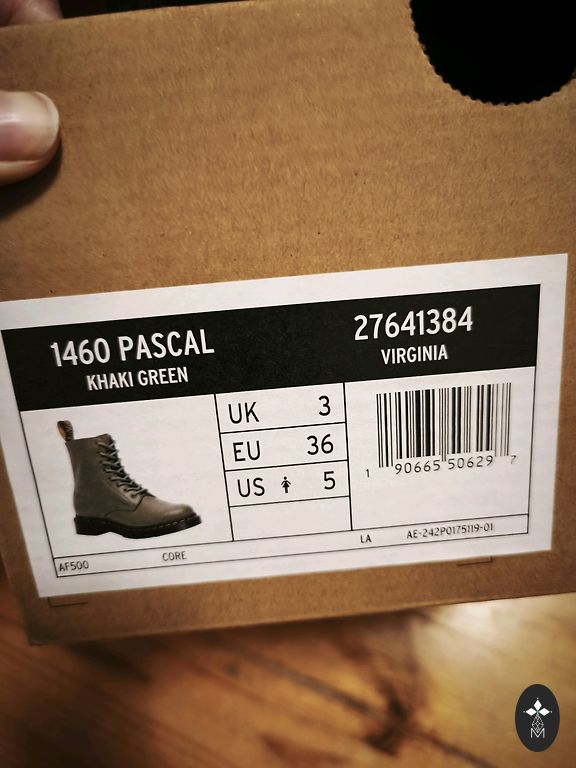 1460 PASCAL
KHAKI GREEN
27641384
VIRGINIA
UK 3
EU 36
US 5
1 90665 50629 7
AF500 CORE LA AE-242P0175119-01
M